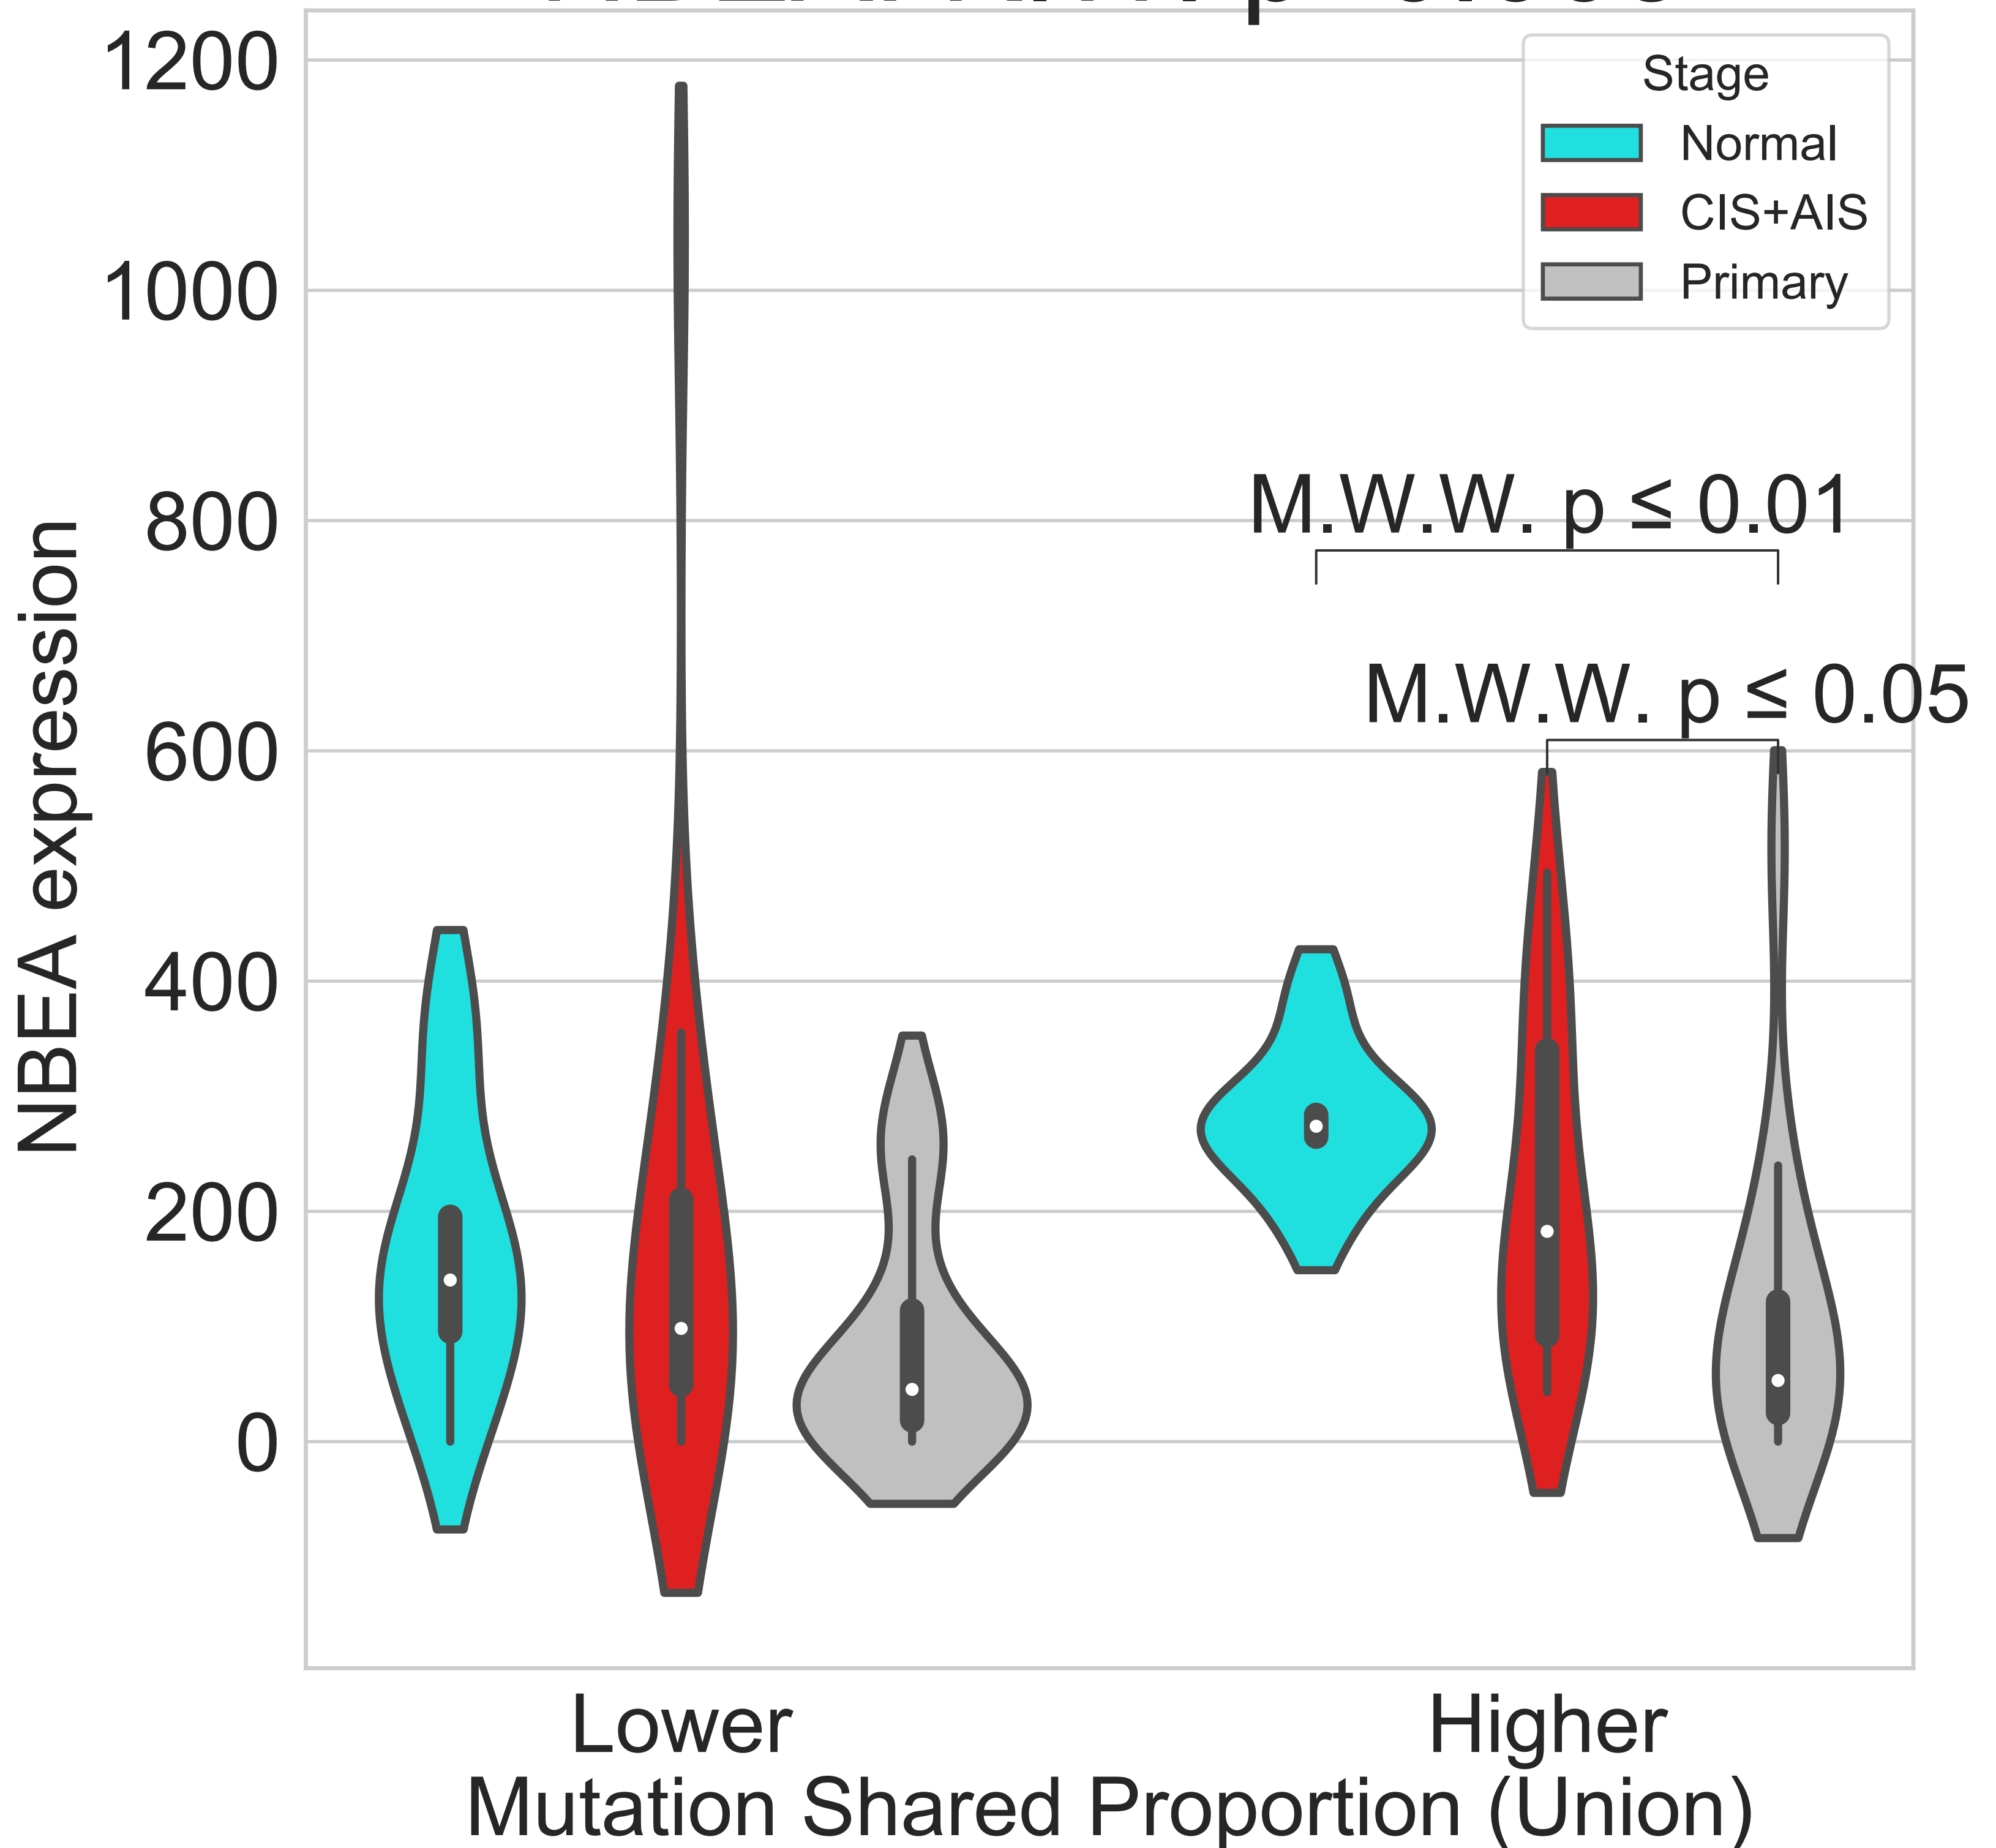 1200
1000
800
600
400
200
0
NBEA expression
Stage
Normal
CIS+AIS
Primary
M.W.W. p ≤ 0.01
M.W.W. p ≤ 0.05
Lower
Higher
Mutation Shared Proportion (Union)